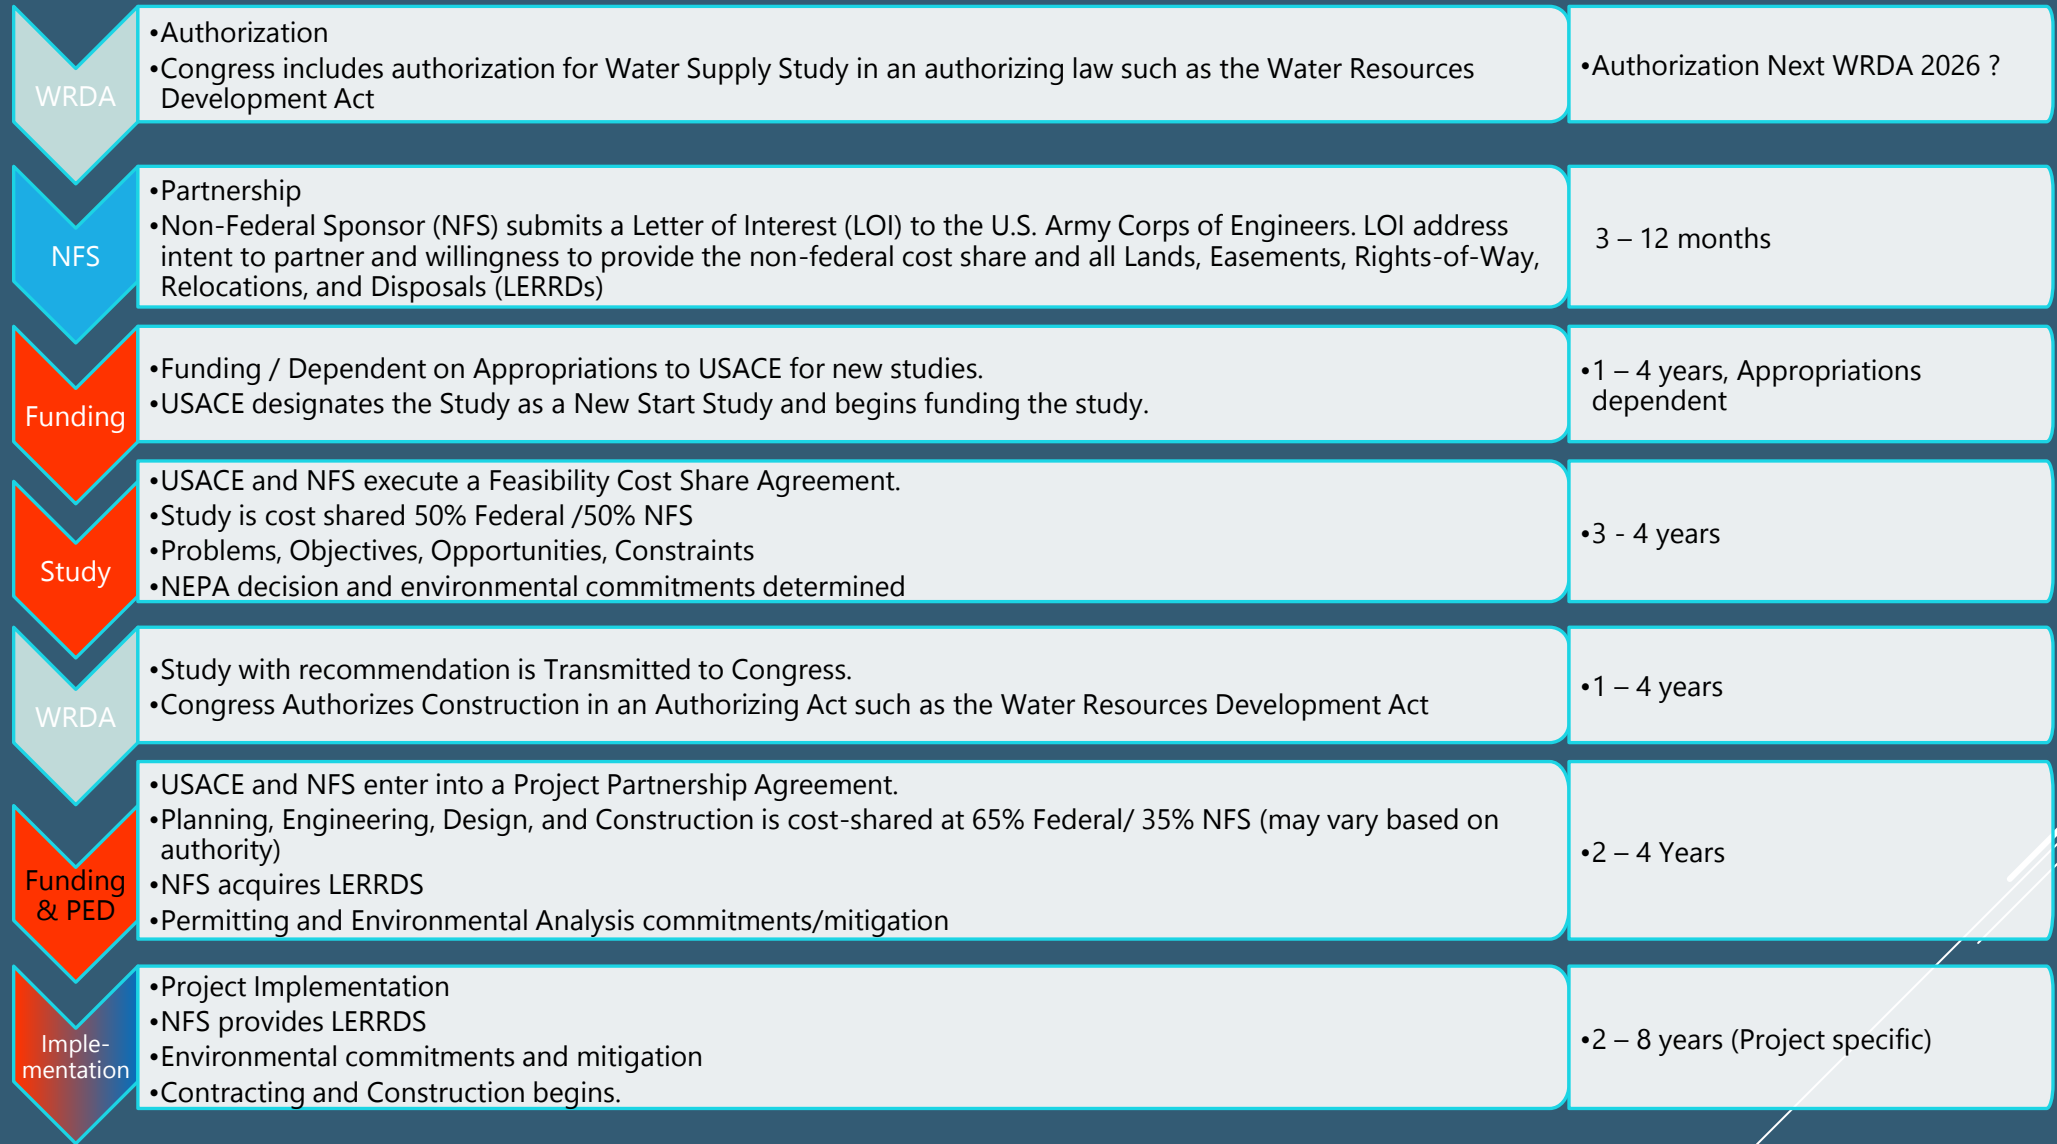 WRDA
•Authorization
•Congress includes authorization for Water Supply Study in an authorizing law such as the Water Resources
Development Act
•Authorization Next WRDA 2026 ?
NFS
•Partnership
•Non-Federal Sponsor (NFS) submits a Letter of Interest (LOI) to the U.S. Army Corps of Engineers. LOI address
intent to partner and willingness to provide the non-federal cost share and all Lands, Easements, Rights-of-Way,
Relocations, and Disposals (LERRDs)
3 – 12 months
Funding
•Funding / Dependent on Appropriations to USACE for new studies.
•USACE designates the Study as a New Start Study and begins funding the study.
•1 – 4 years, Appropriations
dependent
Study
•USACE and NFS execute a Feasibility Cost Share Agreement.
•Study is cost shared 50% Federal /50% NFS
•Problems, Objectives, Opportunities, Constraints
•NEPA decision and environmental commitments determined
•3 - 4 years
WRDA
•Study with recommendation is Transmitted to Congress.
•Congress Authorizes Construction in an Authorizing Act such as the Water Resources Development Act
•1 – 4 years
Funding
& PED
•USACE and NFS enter into a Project Partnership Agreement.
•Planning, Engineering, Design, and Construction is cost-shared at 65% Federal/ 35% NFS (may vary based on
authority)
•NFS acquires LERRDS
•Permitting and Environmental Analysis commitments/mitigation
•2 – 4 Years
Imple-
mentation
•Project Implementation
•NFS provides LERRDS
•Environmental commitments and mitigation
•Contracting and Construction begins.
•2 – 8 years (Project specific)